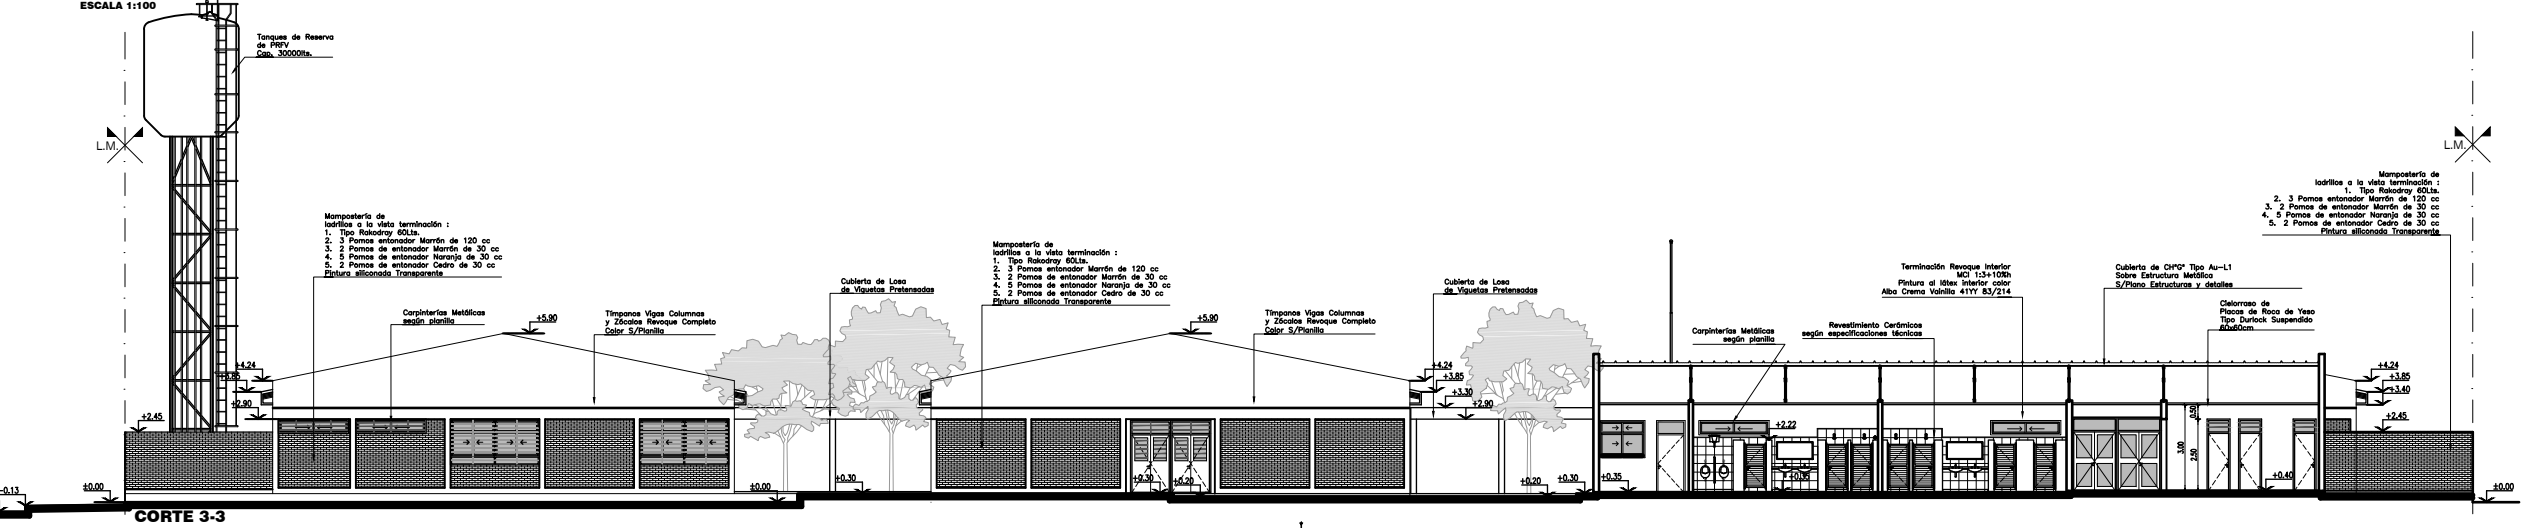 ESCALA 1:100
Tanques de Reserva
de PRFV
Cap. 30000lts.
L.M.
L.M.
Mampostería de
ladrillos a la vista terminación :
1. Tipo Rakodray 60Lts.
2. 3 Pomos entonador Marrón de 120 cc
3. 2 Pomos de entonador Marrón de 30 cc
4. 5 Pomos de entonador Naranja de 30 cc
5. 2 Pomos de entonador Cedro de 30 cc
Pintura siliconada Transparente
Carpinterías Metálicas
según planilla
+5.90
Tímpanos Vigas Columnas
y Zócalos Revoque Completo
Color S/Planilla
Cubierta de Losa
de Viguetas Pretensadas
Mampostería de
ladrillos a la vista terminación :
1. Tipo Rakodray 60Lts.
2. 3 Pomos entonador Marrón de 120 cc
3. 2 Pomos de entonador Marrón de 30 cc
4. 5 Pomos de entonador Naranja de 30 cc
5. 2 Pomos de entonador Cedro de 30 cc
Pintura siliconada Transparente
+5.90
Tímpanos Vigas Columnas
y Zócalos Revoque Completo
Color S/Planilla
Cubierta de Losa
de Viguetas Pretensadas
Carpinterías Metálicas
según planilla
Revestimiento Cerámicos
según especificaciones técnicas
Terminación Revoque Interior
MCI 1:3+10%h
Pintura al látex interior color
Alba Crema Vainilla 41YY 83/214
Cubierta de CH°G° Tipo Au-L1
Sobre Estructura Metálica
S/Plano Estructuras y detalles
Cielorraso de
Placas de Roca de Yeso
Tipo Durlock Suspendido
60x60cm
Mampostería de
ladrillos a la vista terminación :
1. Tipo Rakodray 60Lts.
2. 3 Pomos entonador Marrón de 120 cc
3. 2 Pomos de entonador Marrón de 30 cc
4. 5 Pomos de entonador Naranja de 30 cc
5. 2 Pomos de entonador Cedro de 30 cc
Pintura siliconada Transparente
+4.24
+3.85
+2.90
+2.45
+4.24
+3.85
+3.30
+2.90
+2.22
0.50
3.00
2.50
+4.24
+3.85
+3.40
+2.45
-0.13
±0.00
±0.00
+0.30
+0.30
+0.20
+0.20
+0.30
+0.35
+0.35
+0.40
±0.00
CORTE 3-3